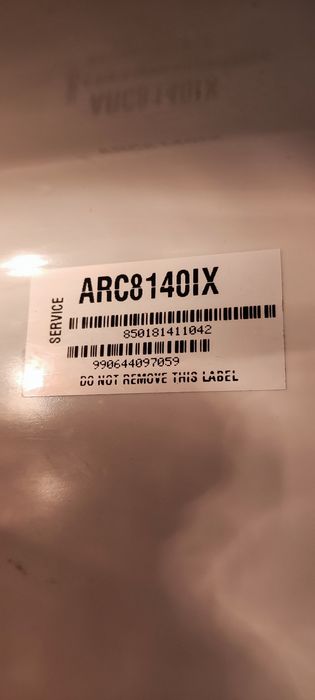 SERVICE
ARC8140IX
850181411042
990644097059
DO NOT REMOVE THIS LABEL